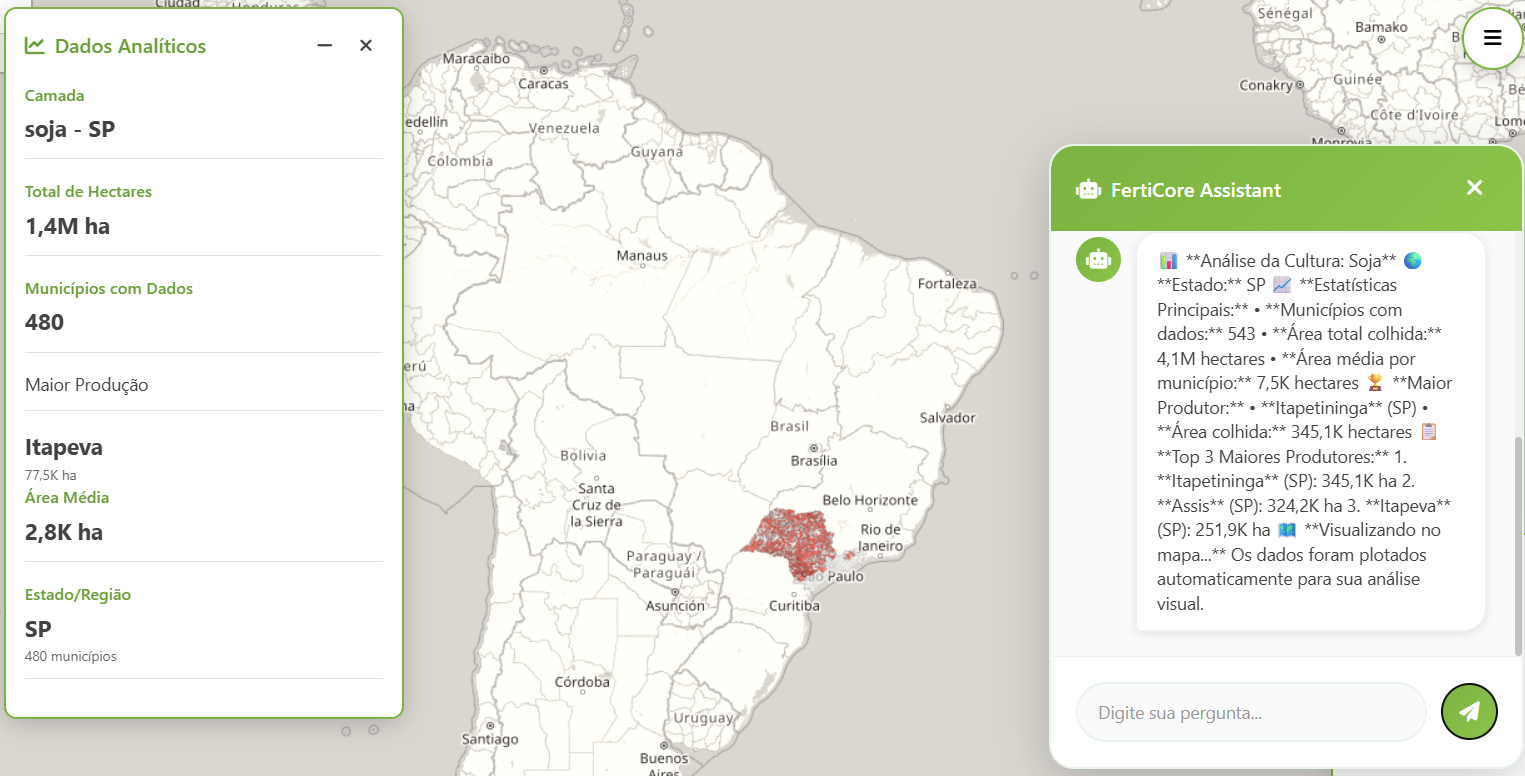 Dados Analíticos
Camada
soja - SP
Total de Hectares
1,4M ha
Municípios com Dados
480
Maior Produção
Itapeva
77,5K ha
Área Média
2,8K ha
Estado/Região
SP
480 municípios
Ciudad
Honduras
Maracaibo
Caracas
edellín
Venezuela
Colombia
Guyana
Manaus
Fortaleza
erú
na
Salvador
Brasil
Brasília
Bolivia
Santa
Cruz de
la Sierra
Belo Horizonte
Rio de
Janeiro
Paraguay /
Paraguái
São Paulo
Asunción
Curitiba
Córdoba
Uruguay
Santiago
Buenos
Aires
Sénégal
Bamako
Guinée
Conakry
Bé
Côte d'Ivoire
Lom
Monrovia
FertiCore Assistant
📊 **Análise da Cultura: Soja** 🌍
**Estado:** SP 📈 **Estatísticas
Principais:** • **Municípios com
dados:** 543 • **Área total colhida:**
4,1M hectares • **Área média por
município:** 7,5K hectares 🏆 **Maior
Produtor:** • **Itapetininga** (SP) •
**Área colhida:** 345,1K hectares 📋
**Top 3 Maiores Produtores:** 1.
**Itapetininga** (SP): 345,1K ha 2.
**Assis** (SP): 324,2K ha 3. **Itapeva**
(SP): 251,9K ha 🗺️ **Visualizando no
mapa...** Os dados foram plotados
automaticamente para sua análise
visual.
Digite sua pergunta...